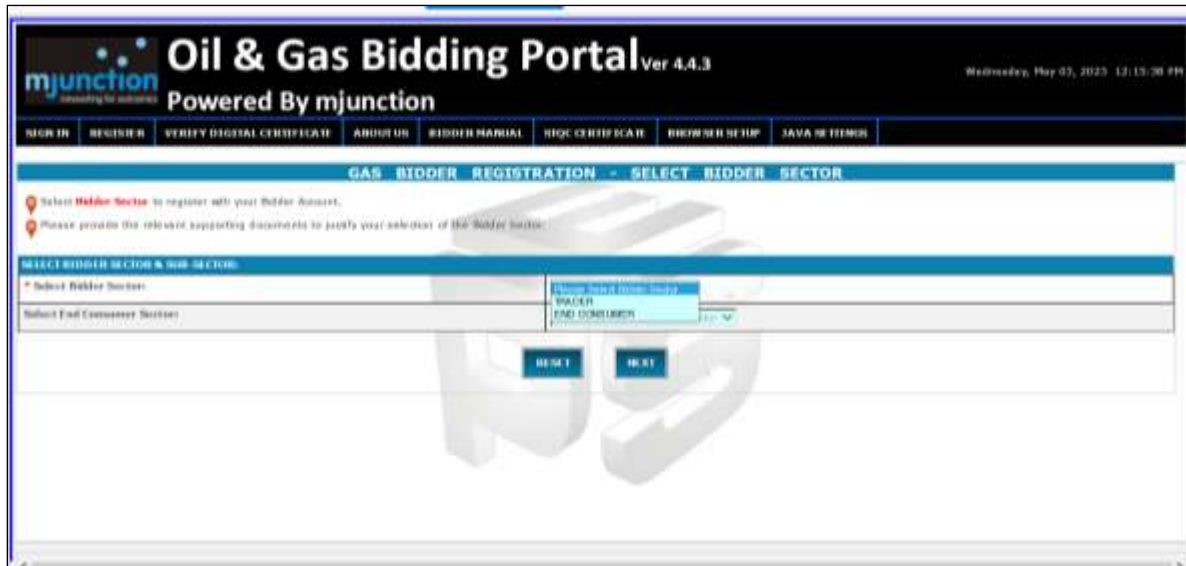 mjunction
Oil & Gas Bidding Portal Ver 4.4.3
Wednesday, May 03, 2023 12:15:38 PM
Powered By mjunction
SIGN IN REGISTER VERIFY DIGITAL CERTIFICATE ABOUT US BIDDER MANUAL STQC CERTIFICATE BROWSER SETUP JAVA SETTINGS
GAS BIDDER REGISTRATION - SELECT BIDDER SECTOR
Select Bidder Sector to register with your Bidder Account.
Please provide the relevant supporting documents to justify your selection of the Bidder Sector.
SELECT BIDDER SECTOR & SUB-SECTOR:
* Select Bidder Sector:
Please Select Bidder Sector
TRADER
END CONSUMER
Select End Consumer Sector:
RESET NEXT